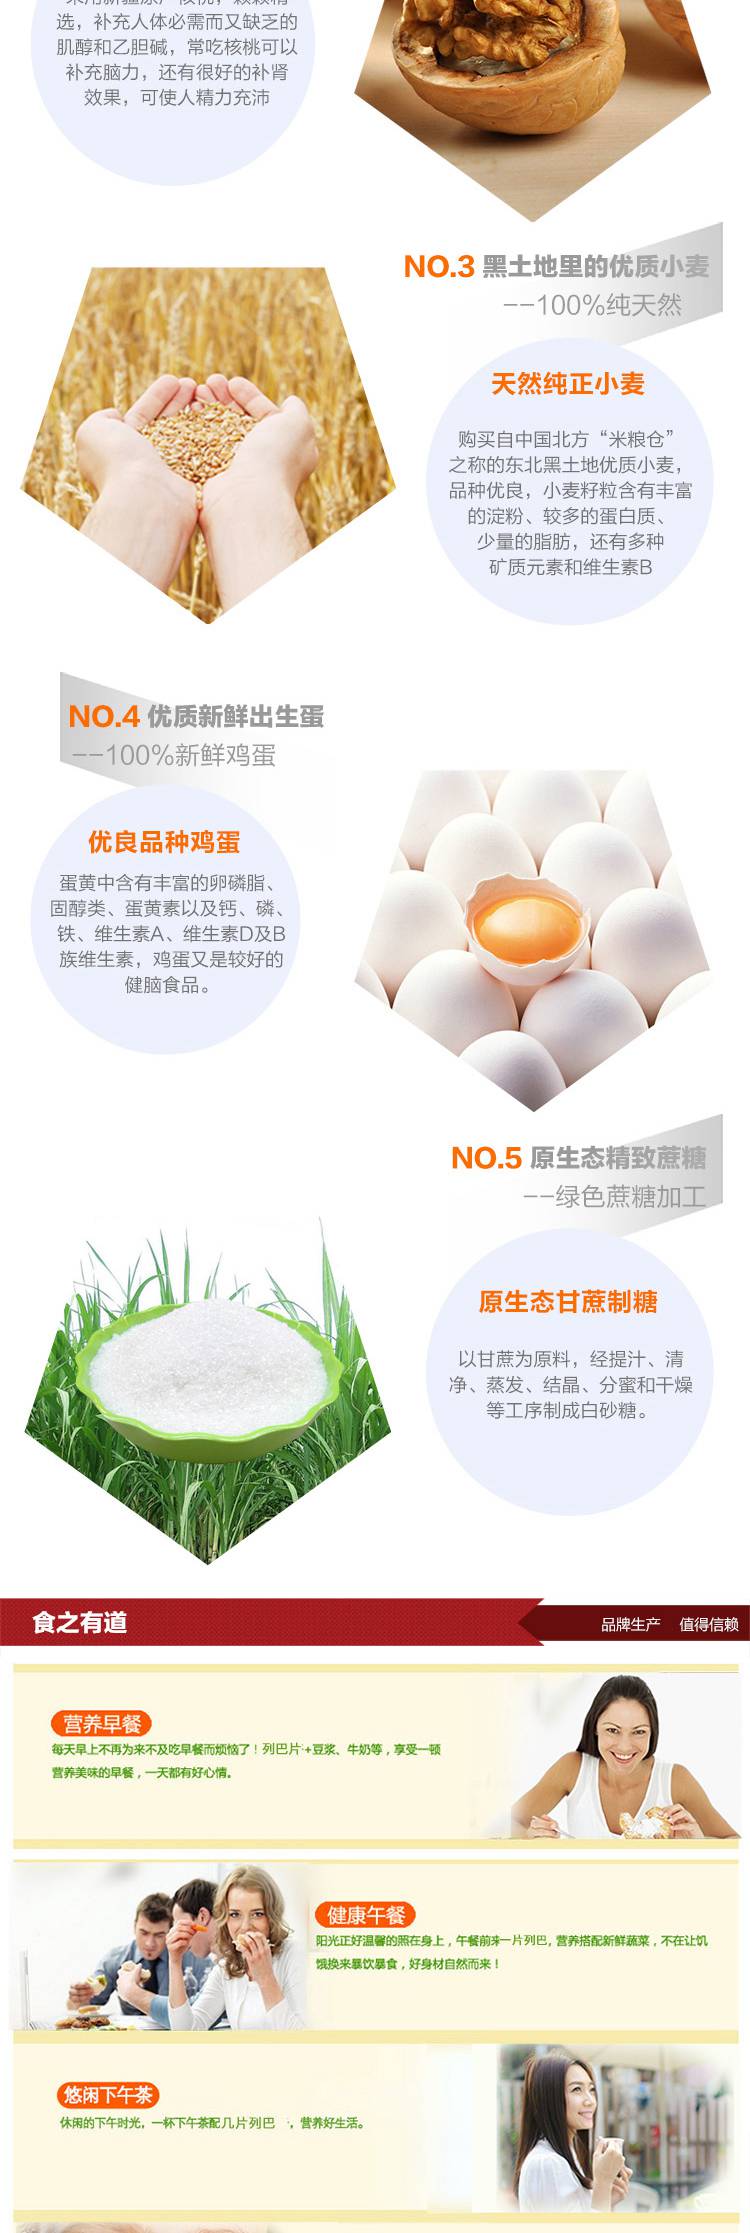 选，补充人体必需而又缺乏的
肌醇和乙胆碱，常吃核桃可以
补充脑力，还有很好的补肾
效果，可使人精力充沛
NO.3 黑土地里的优质小麦
--100%纯天然
天然纯正小麦
购买自中国北方“米粮仓”
之称的东北黑土地优质小麦，
品种优良，小麦籽粒含有丰富
的淀粉、较多的蛋白质、
少量的脂肪，还有多种
矿质元素和维生素B
NO.4 优质新鲜出生蛋
--100%新鲜鸡蛋
优良品种鸡蛋
蛋黄中含有丰富的卵磷脂、
固醇类、蛋黄素以及钙、磷、
铁、维生素A、维生素D及B
族维生素，鸡蛋又是较好的
健脑食品。
NO.5 原生态精致蔗糖
--绿色蔗糖加工
原生态甘蔗制糖
以甘蔗为原料，经提汁、清
净、蒸发、结晶、分蜜和干燥
等工序制成白砂糖。
食之有道
品牌生产 值得信赖
营养早餐
每天早上不再为来不及吃早餐而烦恼了！列巴片+豆浆、牛奶等，享受一顿
营养美味的早餐，一天都有好心情。
健康午餐
阳光正好温馨的照在身上，午餐前来一片列巴，营养搭配新鲜蔬菜，不在让饥
饿换来暴饮暴食，好身材自然而来！
悠闲下午茶
休闲的下午时光，一杯下午茶配几片列巴，营养好生活。